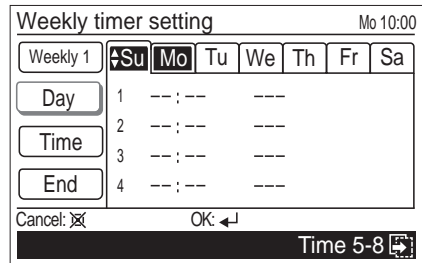 Weekly timer setting Mo 10:00
Weekly 1 Su Mo Tu We Th Fr Sa
Day 1 --:-- ---
2 --:-- ---
Time
3 --:-- ---
End 4 --:-- ---
Cancel: OK:
Time 5-8